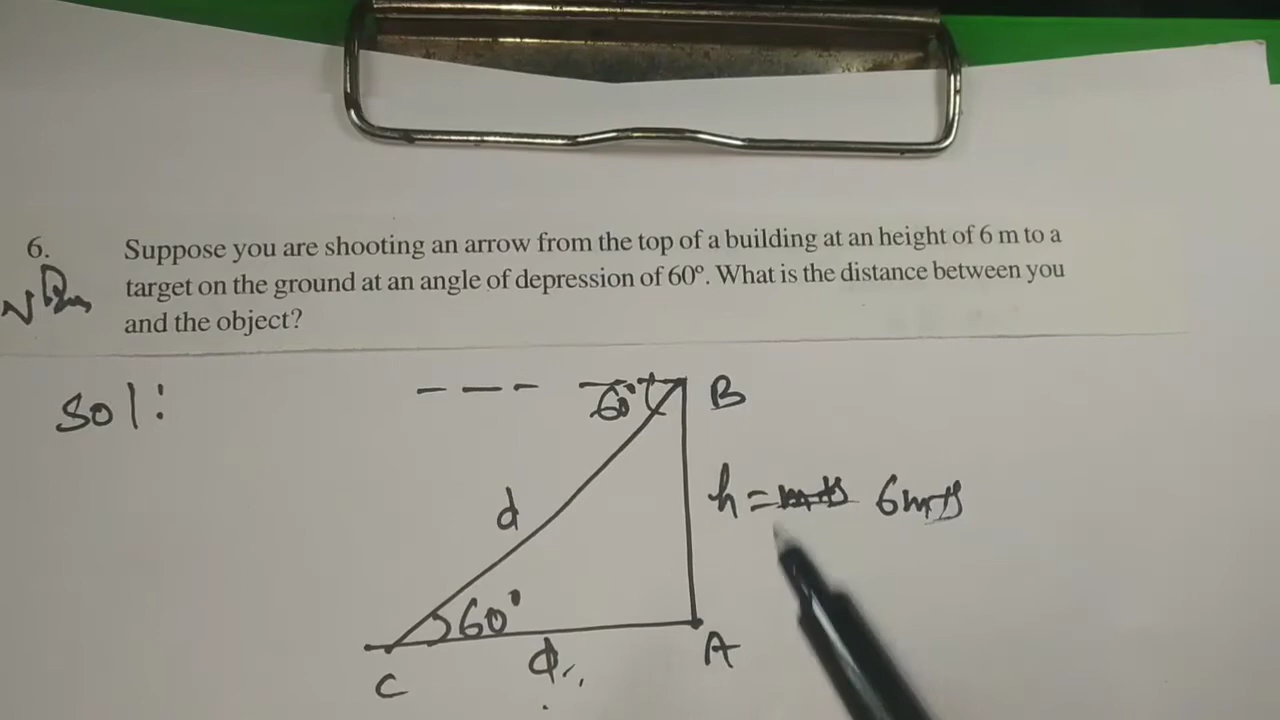 6.
Suppose you are shooting an arrow from the top of a building at an height of 6 m to a
target on the ground at an angle of depression of 60°. What is the distance between you
and the object?
Sol:
60°
B
d
h = 6mts
60°
d
A
C